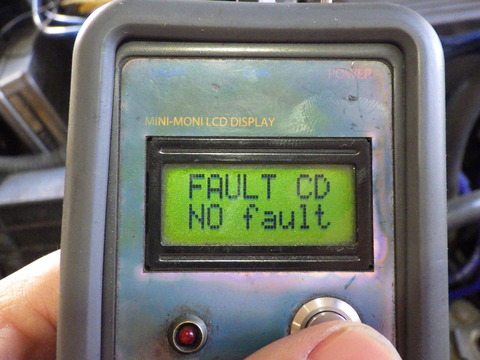 POWER
MINI-MONI LCD DISPLAY
FAULT CD
NO fault